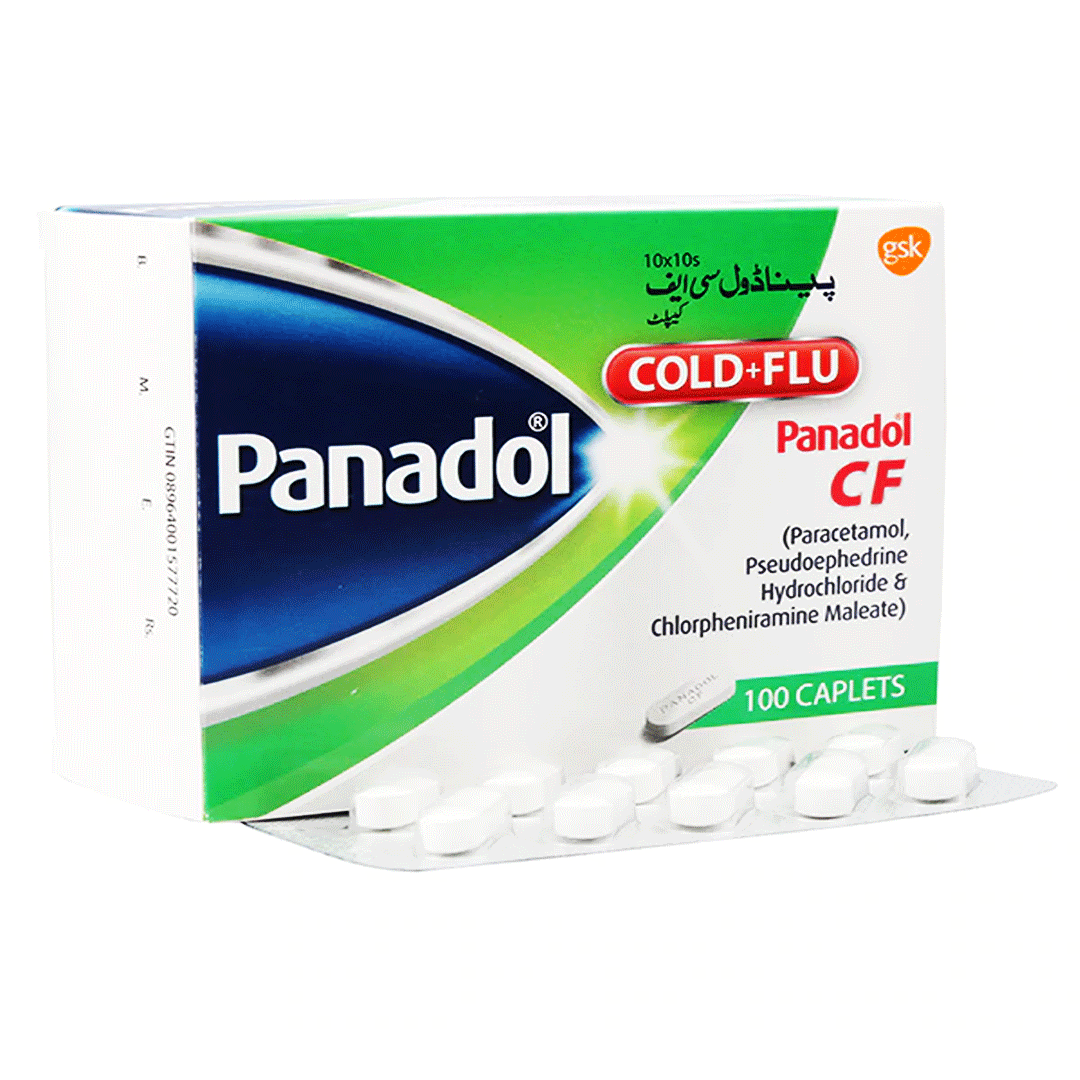 B.
M.
E.
Rs.
GTIN 08964001577720
Panadol®
10x10s
پیناڈول سی ایف
کیپلٹ
gsk
COLD+FLU
Panadol®
CF
(Paracetamol,
Pseudoephedrine
Hydrochloride &
Chlorpheniramine Maleate)
PANADOL
CF
100 CAPLETS